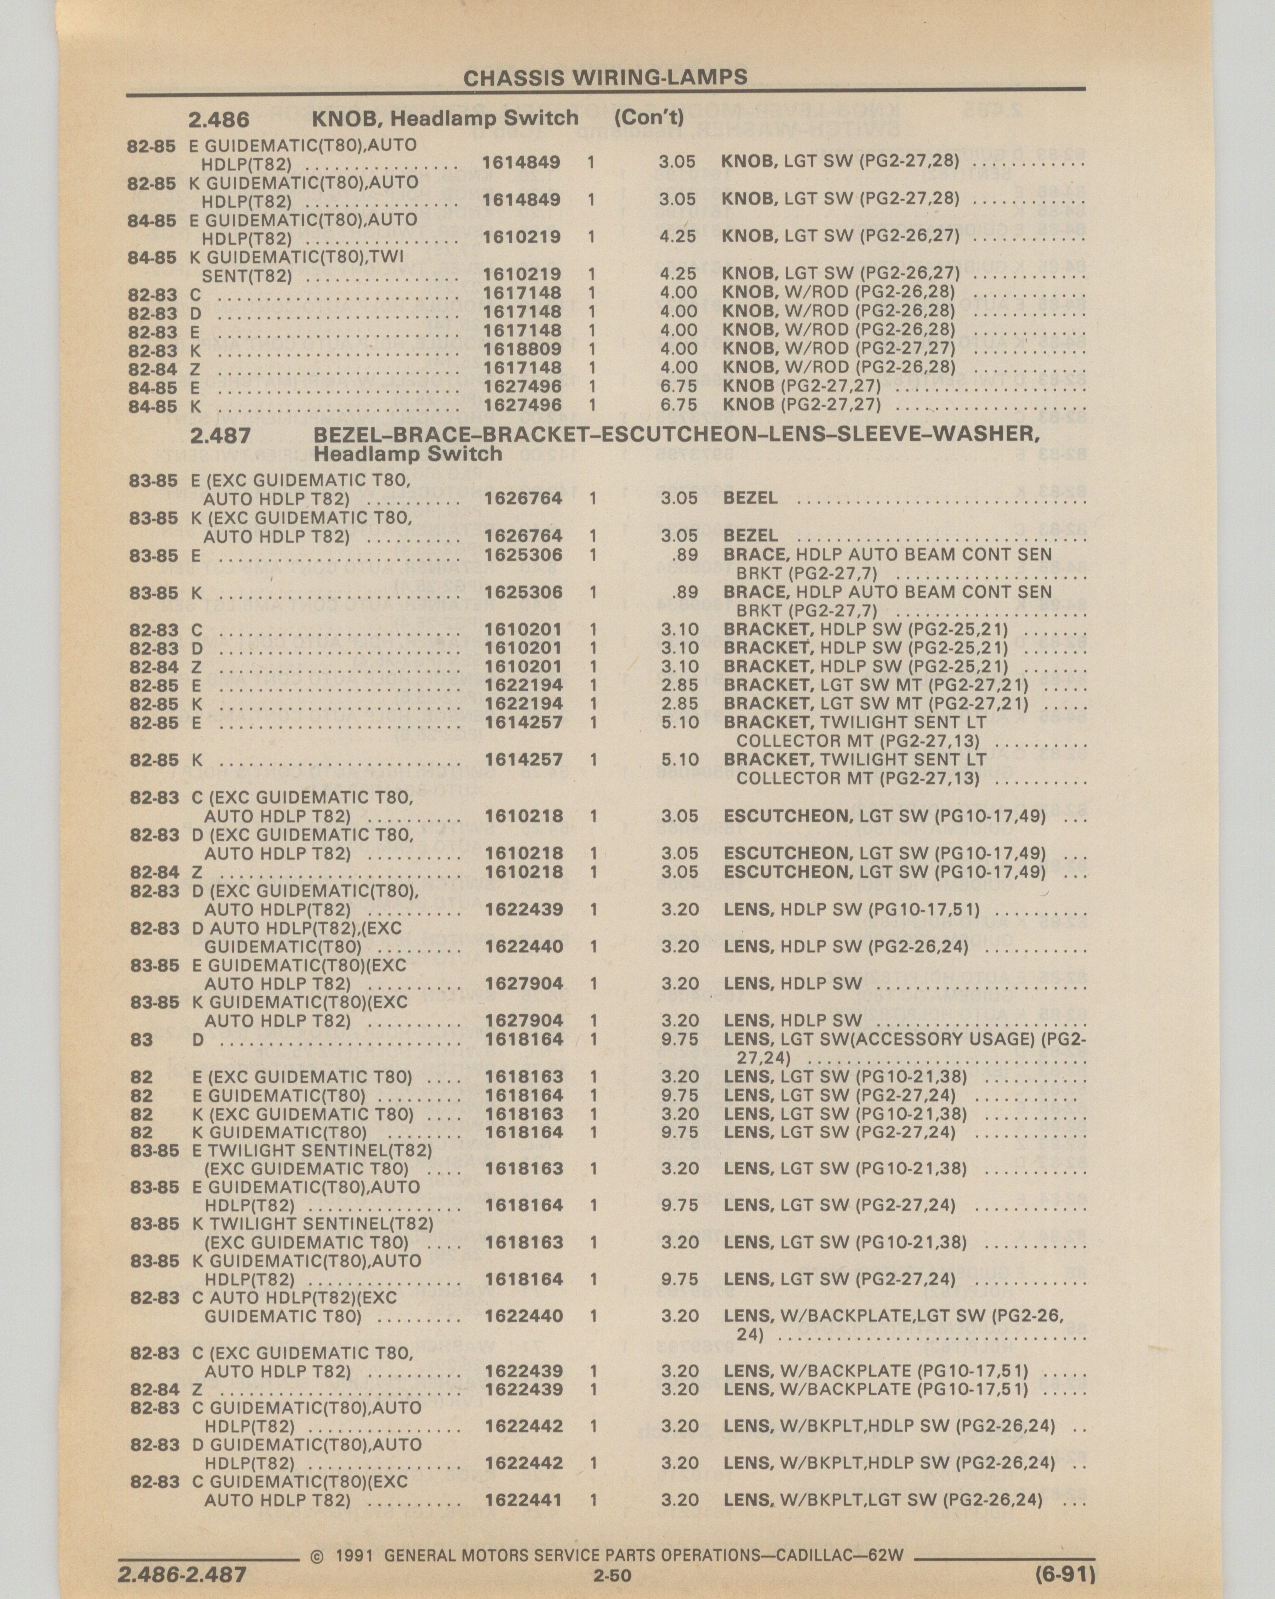 CHASSIS WIRING-LAMPS
2.486 KNOB, Headlamp Switch (Con't)
82-85 E GUIDEMATIC(T80),AUTO
HDLP(T82) ................ 1614849 1 3.05 KNOB, LGT SW (PG2-27,28) ............
82-85 K GUIDEMATIC(T80),AUTO
HDLP(T82) ................ 1614849 1 3.05 KNOB, LGT SW (PG2-27,28) ............
84-85 E GUIDEMATIC(T80),AUTO
HDLP(T82) ................ 1610219 1 4.25 KNOB, LGT SW (PG2-26,27) ............
84-85 K GUIDEMATIC(T80),TWI
SENT(T82) ................ 1610219 1 4.25 KNOB, LGT SW (PG2-26,27) ............
82-83 C ......................... 1617148 1 4.00 KNOB, W/ROD (PG2-26,28) ............
82-83 D ......................... 1617148 1 4.00 KNOB, W/ROD (PG2-26,28) ............
82-83 E ......................... 1617148 1 4.00 KNOB, W/ROD (PG2-26,28) ............
82-83 K ......................... 1618809 1 4.00 KNOB, W/ROD (PG2-27,27) ............
82-84 Z ......................... 1617148 1 4.00 KNOB, W/ROD (PG2-26,28) ............
84-85 E ......................... 1627496 1 6.75 KNOB (PG2-27,27) ....................
84-85 K ......................... 1627496 1 6.75 KNOB (PG2-27,27) ....................
2.487 BEZEL–BRACE–BRACKET–ESCUTCHEON–LENS–SLEEVE–WASHER,
Headlamp Switch
83-85 E (EXC GUIDEMATIC T80,
AUTO HDLP T82) .......... 1626764 1 3.05 BEZEL ..............................
83-85 K (EXC GUIDEMATIC T80,
AUTO HDLP T82) .......... 1626764 1 3.05 BEZEL ..............................
83-85 E ......................... 1625306 1 .89 BRACE, HDLP AUTO BEAM CONT SEN
BRKT (PG2-27,7) ....................
83-85 K ......................... 1625306 1 .89 BRACE, HDLP AUTO BEAM CONT SEN
BRKT (PG2-27,7) ....................
82-83 C ......................... 1610201 1 3.10 BRACKET, HDLP SW (PG2-25,21) .......
82-83 D ......................... 1610201 1 3.10 BRACKET, HDLP SW (PG2-25,21) .......
82-84 Z ......................... 1610201 1 3.10 BRACKET, HDLP SW (PG2-25,21) .......
82-85 E ......................... 1622194 1 2.85 BRACKET, LGT SW MT (PG2-27,21) .....
82-85 K ......................... 1622194 1 2.85 BRACKET, LGT SW MT (PG2-27,21) .....
82-85 E ......................... 1614257 1 5.10 BRACKET, TWILIGHT SENT LT
COLLECTOR MT (PG2-27,13) ..........
82-85 K ......................... 1614257 1 5.10 BRACKET, TWILIGHT SENT LT
COLLECTOR MT (PG2-27,13) ..........
82-83 C (EXC GUIDEMATIC T80,
AUTO HDLP T82) .......... 1610218 1 3.05 ESCUTCHEON, LGT SW (PG10-17,49) ...
82-83 D (EXC GUIDEMATIC T80,
AUTO HDLP T82) .......... 1610218 1 3.05 ESCUTCHEON, LGT SW (PG10-17,49) ...
82-84 Z ......................... 1610218 1 3.05 ESCUTCHEON, LGT SW (PG10-17,49) ...
82-83 D (EXC GUIDEMATIC(T80),
AUTO HDLP(T82) .......... 1622439 1 3.20 LENS, HDLP SW (PG10-17,51) ..........
82-83 D AUTO HDLP(T82),(EXC
GUIDEMATIC(T80) ......... 1622440 1 3.20 LENS, HDLP SW (PG2-26,24) ...........
83-85 E GUIDEMATIC(T80)(EXC
AUTO HDLP T82) .......... 1627904 1 3.20 LENS, HDLP SW ......................
83-85 K GUIDEMATIC(T80)(EXC
AUTO HDLP T82) .......... 1627904 1 3.20 LENS, HDLP SW ......................
83 D ......................... 1618164 1 9.75 LENS, LGT SW(ACCESSORY USAGE) (PG2-
27,24) .............................
82 E (EXC GUIDEMATIC T80) .... 1618163 1 3.20 LENS, LGT SW (PG10-21,38) ...........
82 E GUIDEMATIC(T80) ......... 1618164 1 9.75 LENS, LGT SW (PG2-27,24) ...........
82 K (EXC GUIDEMATIC T80) .... 1618163 1 3.20 LENS, LGT SW (PG10-21,38) ...........
82 K GUIDEMATIC(T80) ........ 1618164 1 9.75 LENS, LGT SW (PG2-27,24) ............
83-85 E TWILIGHT SENTINEL(T82)
(EXC GUIDEMATIC T80) .... 1618163 1 3.20 LENS, LGT SW (PG10-21,38) ...........
83-85 E GUIDEMATIC(T80),AUTO
HDLP(T82) ................ 1618164 1 9.75 LENS, LGT SW (PG2-27,24) ............
83-85 K TWILIGHT SENTINEL(T82)
(EXC GUIDEMATIC T80) .... 1618163 1 3.20 LENS, LGT SW (PG10-21,38) ...........
83-85 K GUIDEMATIC(T80),AUTO
HDLP(T82) ................ 1618164 1 9.75 LENS, LGT SW (PG2-27,24) ............
82-83 C AUTO HDLP(T82)(EXC
GUIDEMATIC T80) ......... 1622440 1 3.20 LENS, W/BACKPLATE,LGT SW (PG2-26,
24) ................................
82-83 C (EXC GUIDEMATIC T80,
AUTO HDLP T82) .......... 1622439 1 3.20 LENS, W/BACKPLATE (PG10-17,51) .....
82-84 Z ......................... 1622439 1 3.20 LENS, W/BACKPLATE (PG10-17,51) .....
82-83 C GUIDEMATIC(T80),AUTO
HDLP(T82) ................ 1622442 1 3.20 LENS, W/BKPLT,HDLP SW (PG2-26,24) ..
82-83 D GUIDEMATIC(T80),AUTO
HDLP(T82) ................ 1622442 1 3.20 LENS, W/BKPLT,HDLP SW (PG2-26,24) ..
82-83 C GUIDEMATIC(T80)(EXC
AUTO HDLP T82) .......... 1622441 1 3.20 LENS, W/BKPLT,LGT SW (PG2-26,24) ...
© 1991 GENERAL MOTORS SERVICE PARTS OPERATIONS—CADILLAC—62W
2.486-2.487 2-50 (6-91)